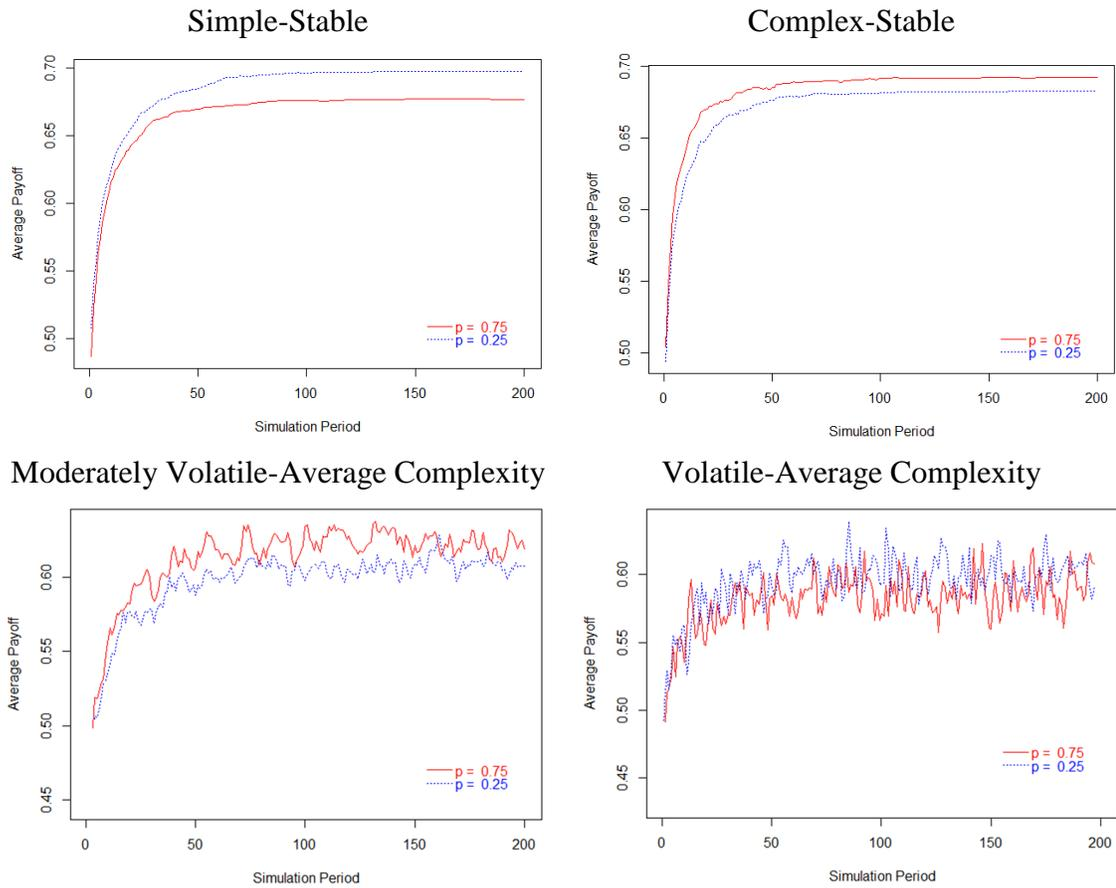 Simple-Stable
Average Payoff
0.70
0.65
0.60
0.55
0.50
p = 0.75
p = 0.25
0 50 100 150 200
Simulation Period
Complex-Stable
Average Payoff
0.70
0.65
0.60
0.55
0.50
p = 0.75
p = 0.25
0 50 100 150 200
Simulation Period
Moderately Volatile-Average Complexity
Average Payoff
0.60
0.55
0.50
0.45
p = 0.75
p = 0.25
0 50 100 150 200
Simulation Period
Volatile-Average Complexity
Average Payoff
0.60
0.55
0.50
0.45
p = 0.75
p = 0.25
0 50 100 150 200
Simulation Period